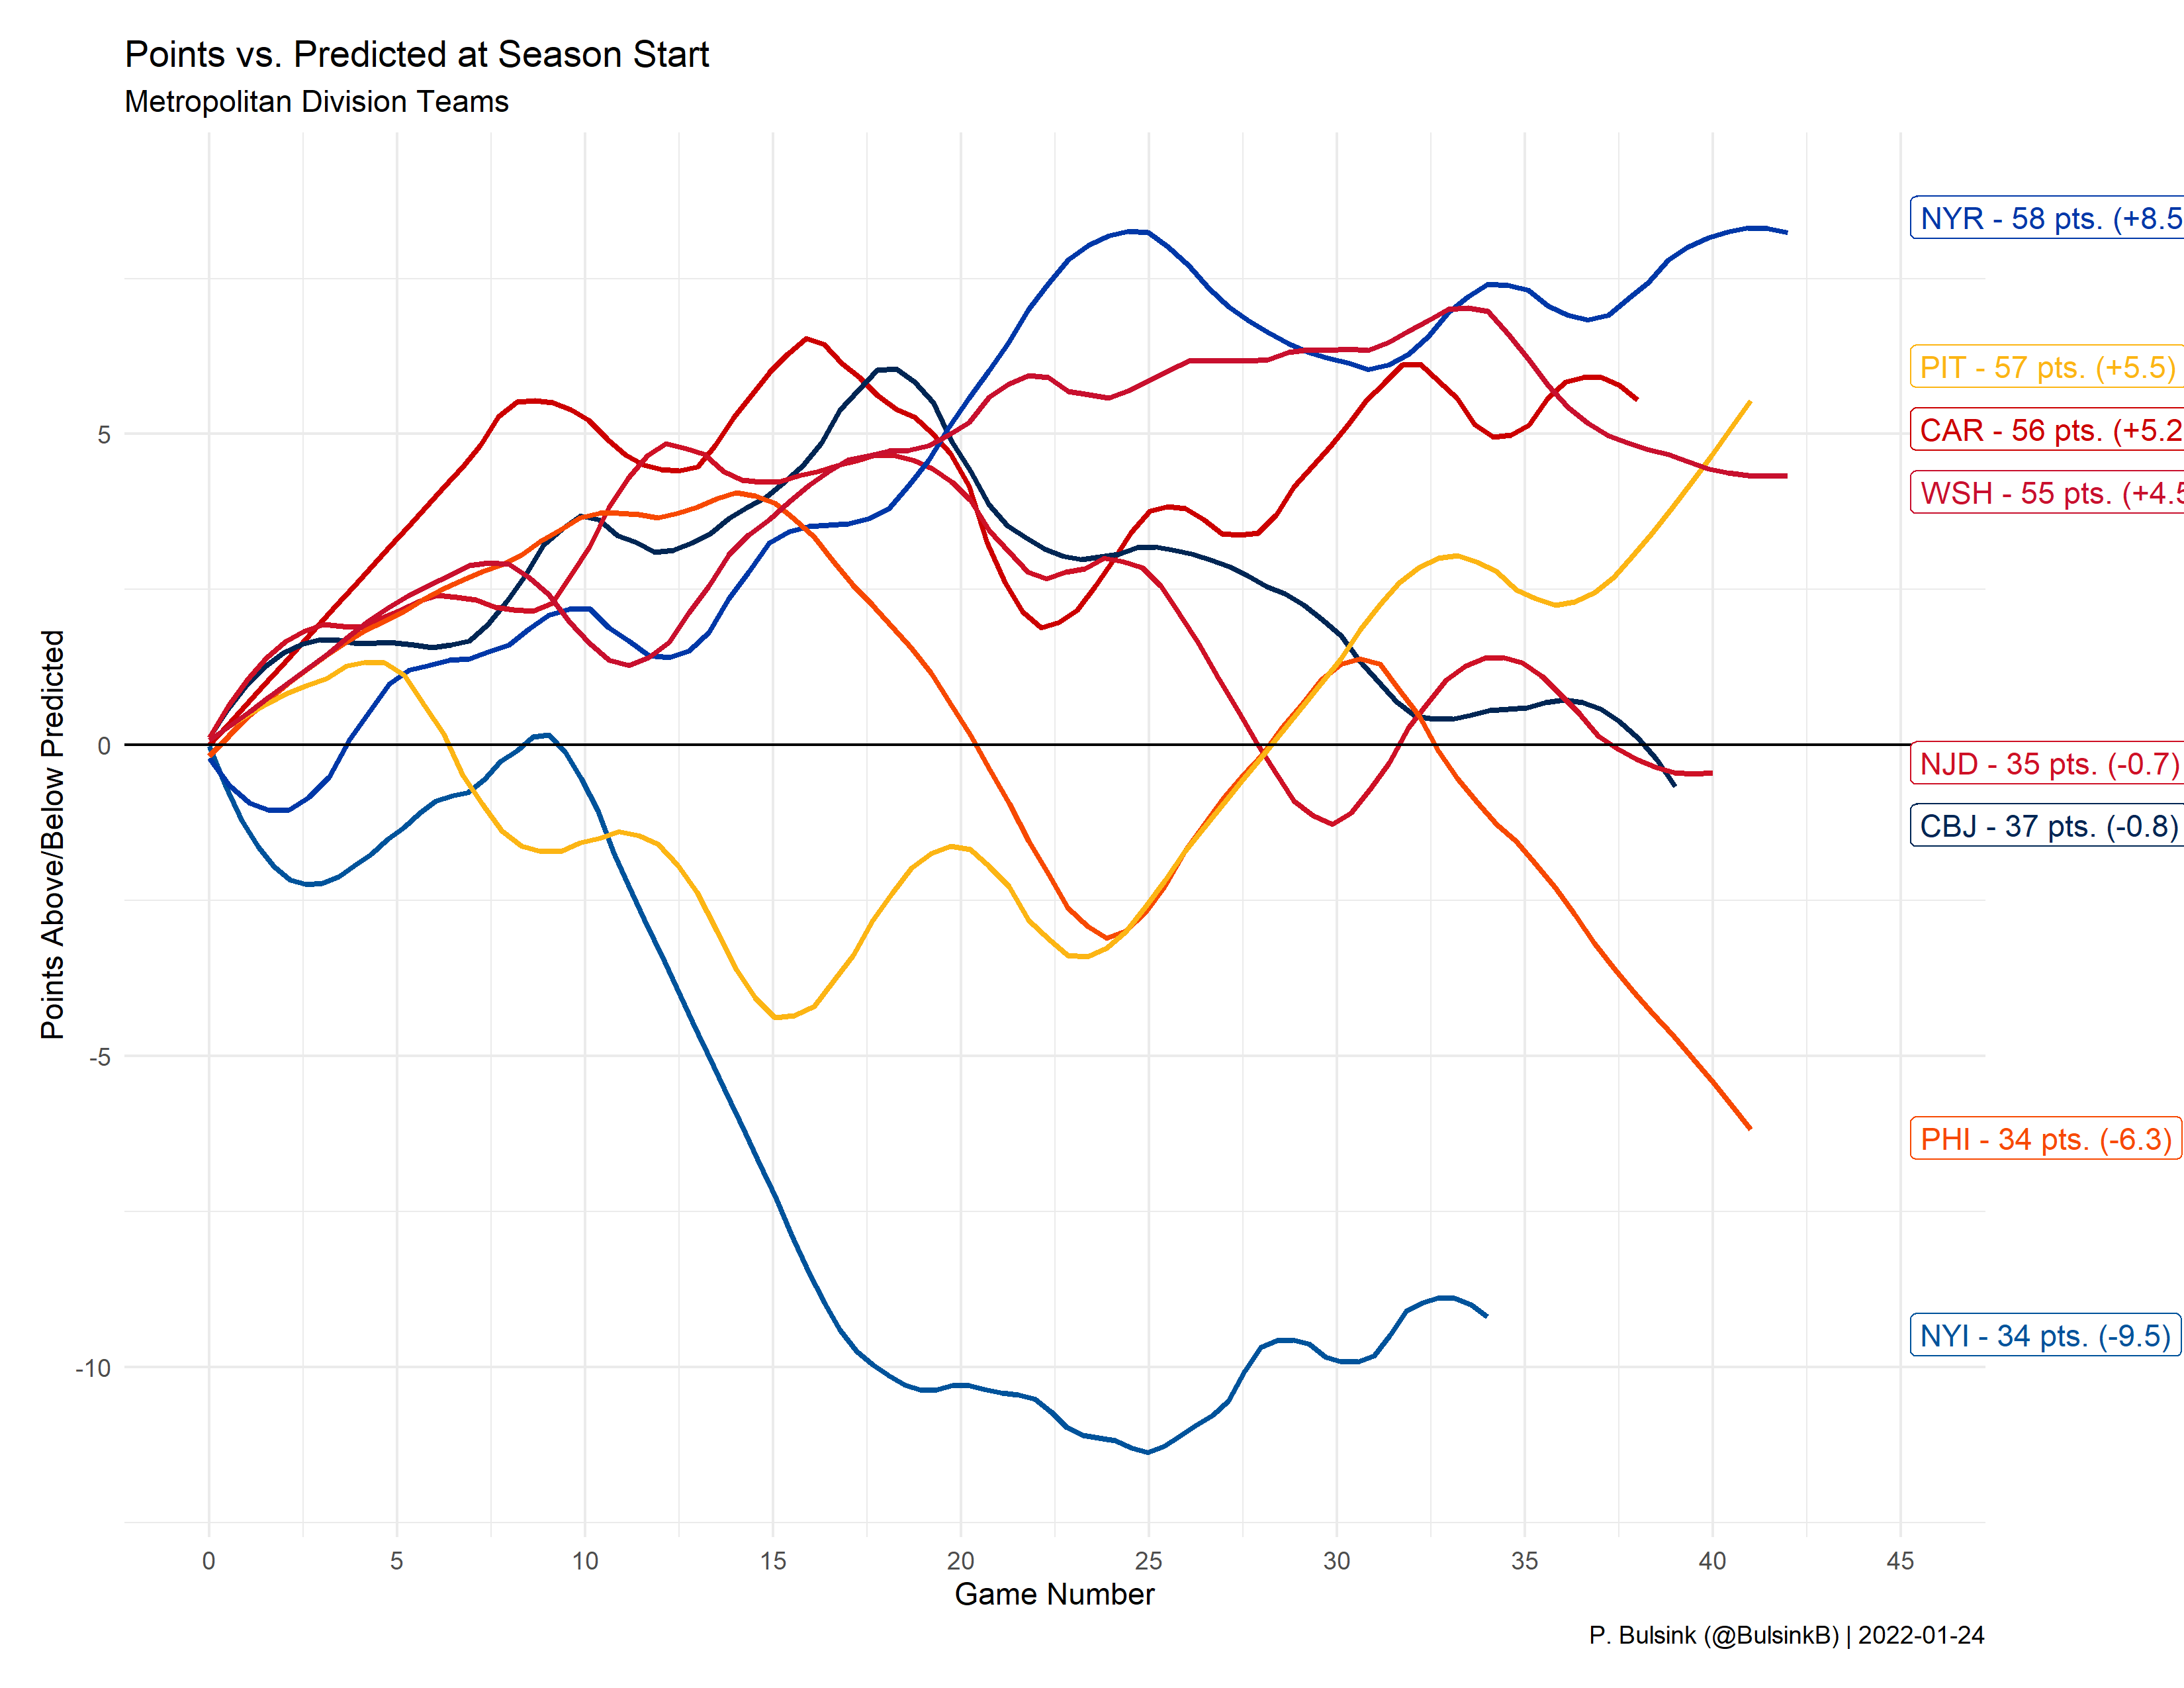 Points vs. Predicted at Season Start
Metropolitan Division Teams
Points Above/Below Predicted
5
0
-5
-10
NYR - 58 pts. (+8.5
PIT - 57 pts. (+5.5)
CAR - 56 pts. (+5.2
WSH - 55 pts. (+4.5
NJD - 35 pts. (-0.7)
CBJ - 37 pts. (-0.8)
PHI - 34 pts. (-6.3)
NYI - 34 pts. (-9.5)
0 5 10 15 20 25 30 35 40 45
Game Number
P. Bulsink (@BulsinkB) | 2022-01-24